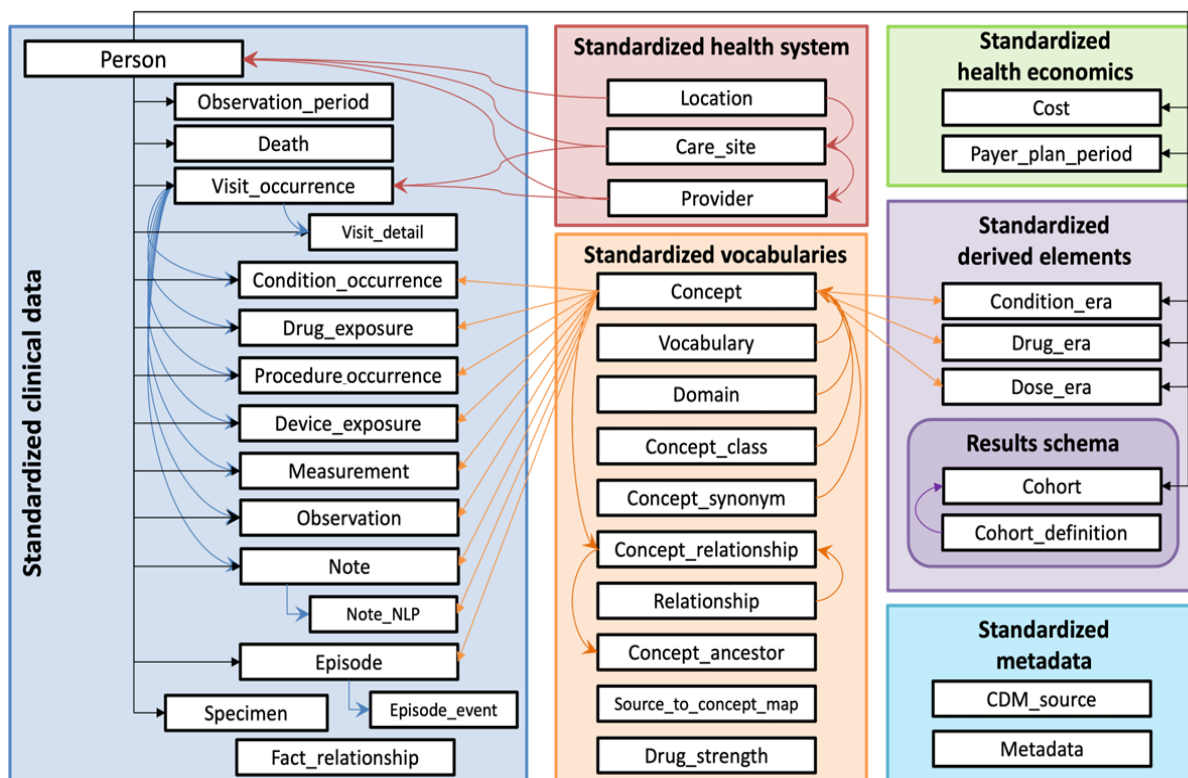 Standardized clinical data
Person
Observation_period
Death
Visit_occurrence
Visit_detail
Condition_occurrence
Drug_exposure
Procedure_occurrence
Device_exposure
Measurement
Observation
Note
Note_NLP
Episode
Specimen
Episode_event
Fact_relationship
Standardized health system
Location
Care_site
Provider
Standardized vocabularies
Concept
Vocabulary
Domain
Concept_class
Concept_synonym
Concept_relationship
Relationship
Concept_ancestor
Source_to_concept_map
Drug_strength
Standardized
health economics
Cost
Payer_plan_period
Standardized
derived elements
Condition_era
Drug_era
Dose_era
Results schema
Cohort
Cohort_definition
Standardized
metadata
CDM_source
Metadata